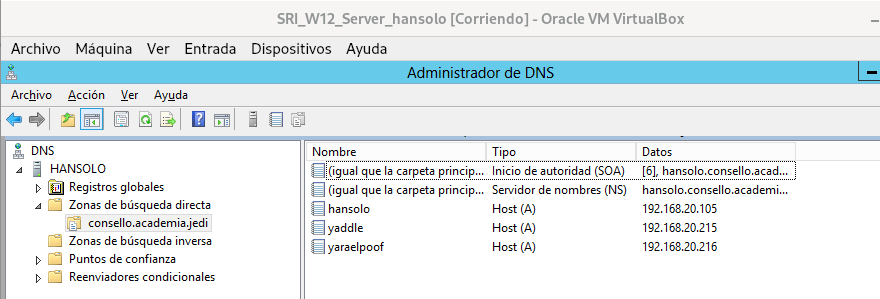 SRI_W12_Server_hansolo [Corriendo] - Oracle VM VirtualBox
Archivo Máquina Ver Entrada Dispositivos Ayuda
Administrador de DNS
Archivo Acción Ver Ayuda
DNS
HANSOLO
Registros globales
Zonas de búsqueda directa
consello.academia.jedi
Zonas de búsqueda inversa
Puntos de confianza
Reenviadores condicionales
Nombre Tipo Datos
(igual que la carpeta princip... Inicio de autoridad (SOA) [6], hansolo.consello.acad...
(igual que la carpeta princip... Servidor de nombres (NS) hansolo.consello.academi...
hansolo Host (A) 192.168.20.105
yaddle Host (A) 192.168.20.215
yaraelpoof Host (A) 192.168.20.216